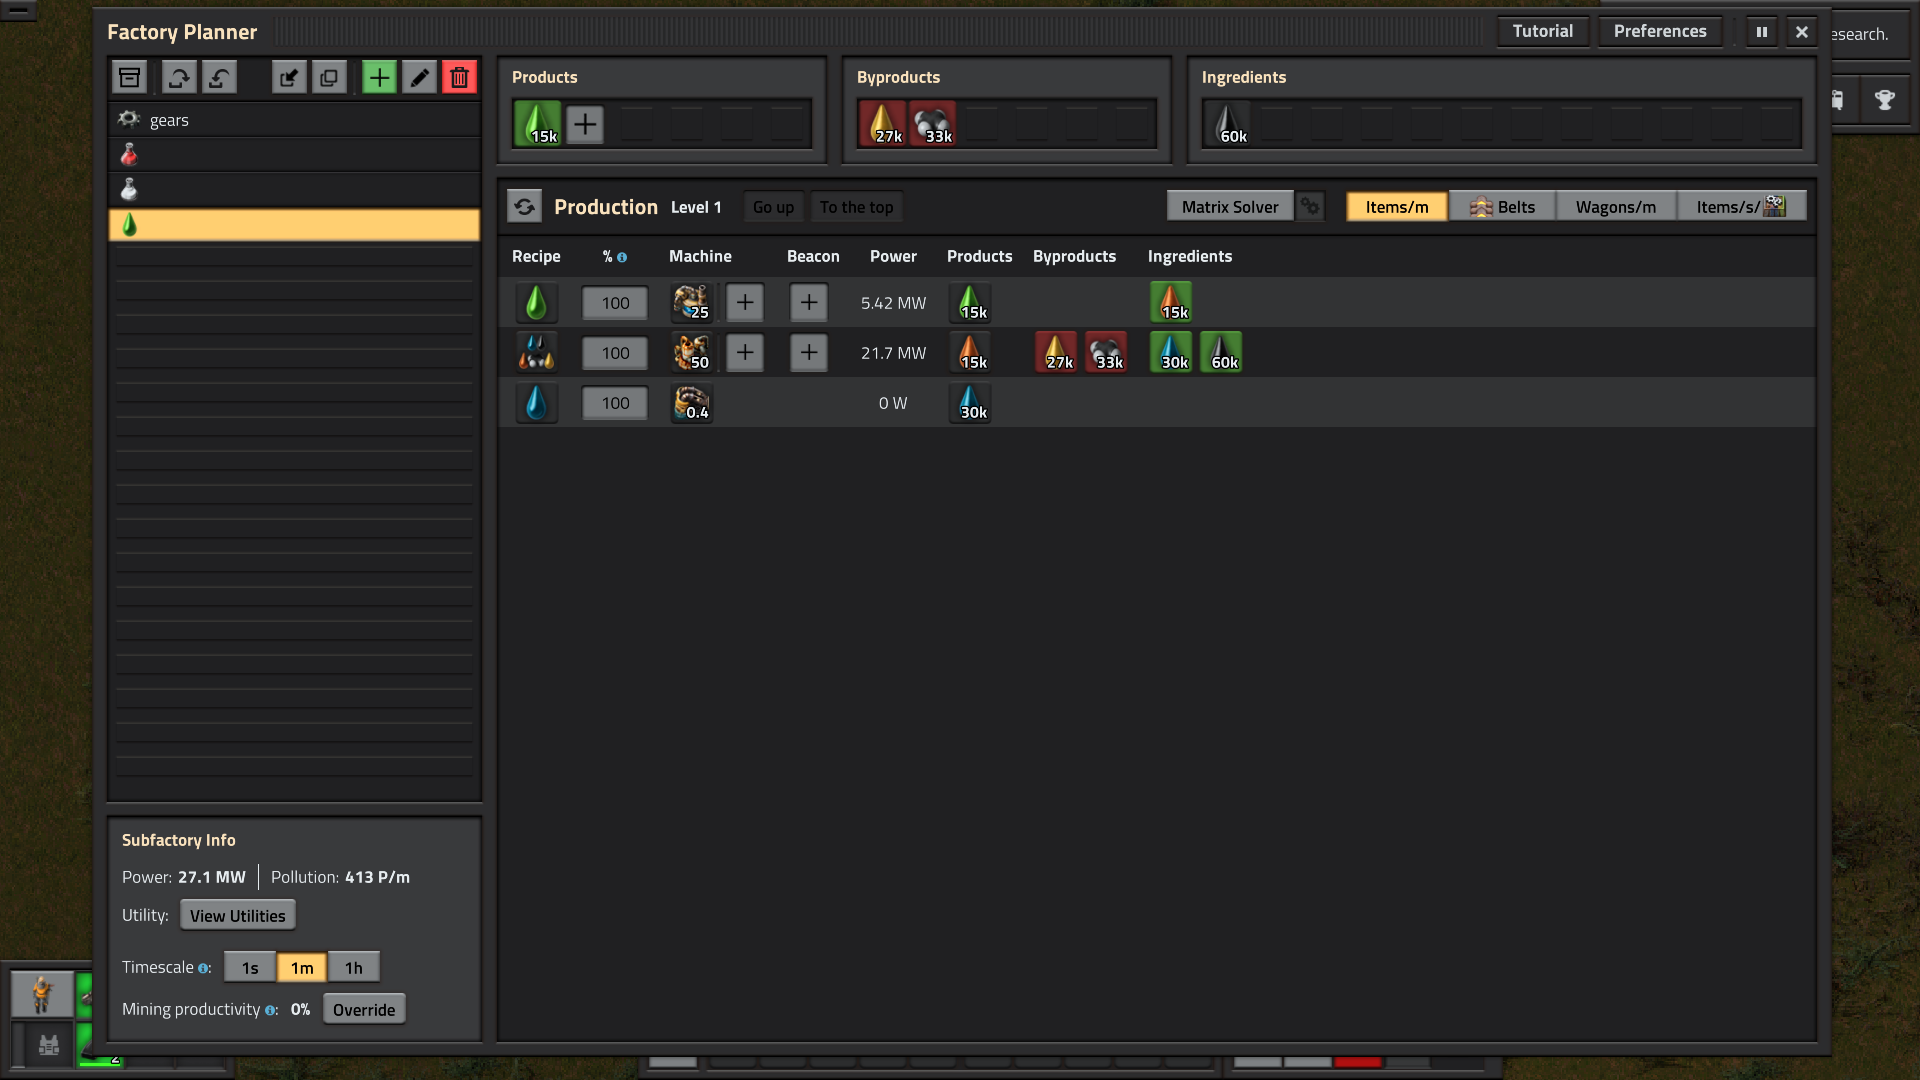 Factory Planner
Tutorial
Preferences
esearch.
gears
Products
15k
Byproducts
27k 33k
Ingredients
60k
Production Level 1 Go up To the top
Matrix Solver
Items/m Belts Wagons/m Items/s/
Recipe % Machine Beacon Power Products Byproducts Ingredients
100 25 5.42 MW 15k 15k
100 50 21.7 MW 15k 27k 33k 30k 60k
100 0.4 0 W 30k
Subfactory Info
Power: 27.1 MW Pollution: 413 P/m
Utility: View Utilities
Timescale : 1s 1m 1h
Mining productivity : 0% Override
2